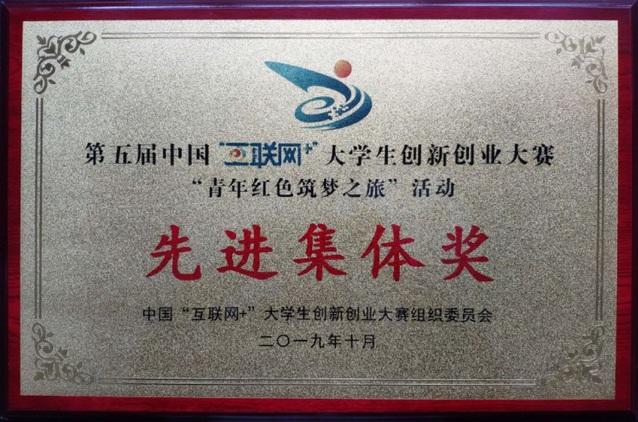 第五届中国“互联网+”大学生创新创业大赛
“青年红色筑梦之旅”活动
先进集体奖
中国“互联网+”大学生创新创业大赛组织委员会
二〇一九年十月